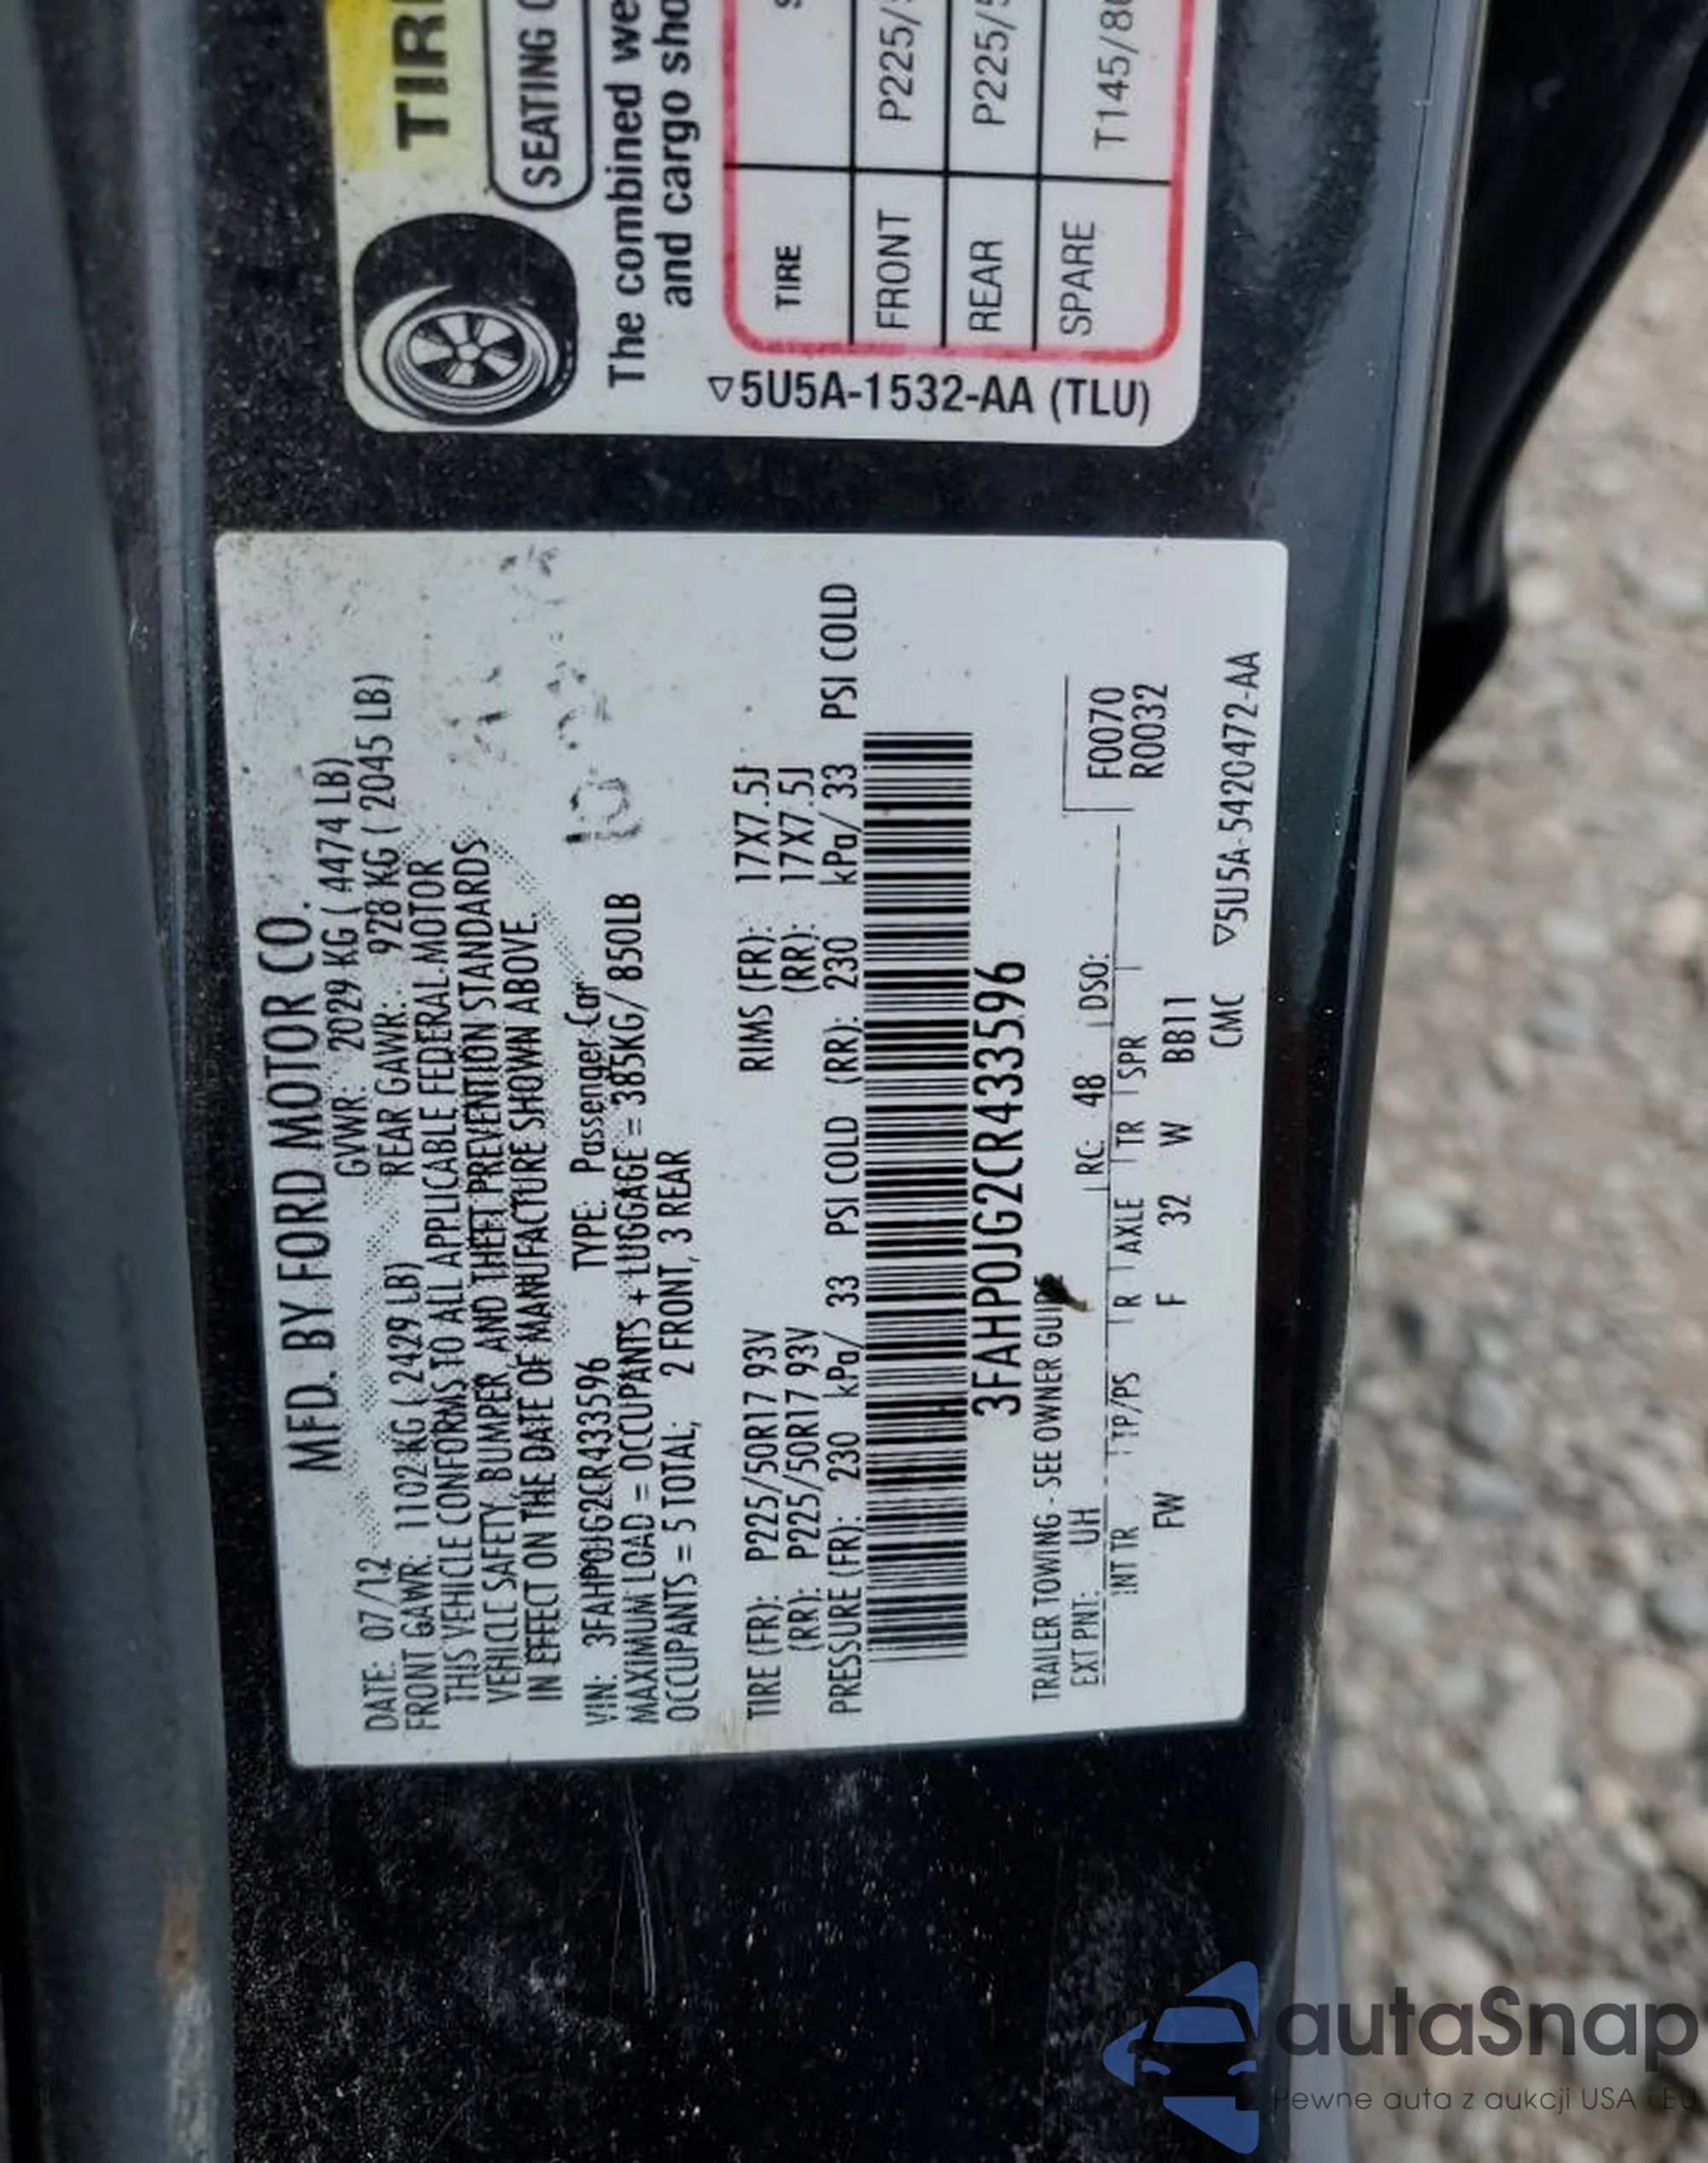 TIR
SEATING
The combined we
and cargo sho
TIRE
FRONT P225/
REAR P225/
SPARE T145/8
▽5U5A-1532-AA (TLU)
MFD. BY FORD MOTOR CO.
DATE: 07/12 GVWR: 2029 KG ( 4474 LB)
FRONT GAWR: 1102 KG ( 2429 LB) REAR GAWR: 928 KG ( 2045 LB)
THIS VEHICLE CONFORMS TO ALL APPLICABLE FEDERAL MOTOR
VEHICLE SAFETY, BUMPER, AND THEFT PREVENTION STANDARDS
IN EFFECT ON THE DATE OF MANUFACTURE SHOWN ABOVE.
VIN: 3FAHP0JG2CR433596 TYPE: Passenger Car
MAXIMUM LOAD = OCCUPANTS + LUGGAGE = 385KG/ 850LB
OCCUPANTS = 5 TOTAL; 2 FRONT, 3 REAR
TIRE (FR): P225/50R17 93V RIMS (FR): 17X7.5J
(RR): P225/50R17 93V (RR): 17X7.5J
PRESSURE (FR): 230 kPa/ 33 PSI COLD (RR): 230 kPa/ 33 PSI COLD
3FAHP0JG2CR433596
TRAILER TOWING - SEE OWNER GUIDE
EXT PNT: UH RC: 48 DSO: F0070
R0032
INT TR TP/PS R AXLE TR SPR
FW F 32 W BB11
CMC ▽5U5A-5420472-AA
autaSnap
Pewne auta z aukcji USA i EU